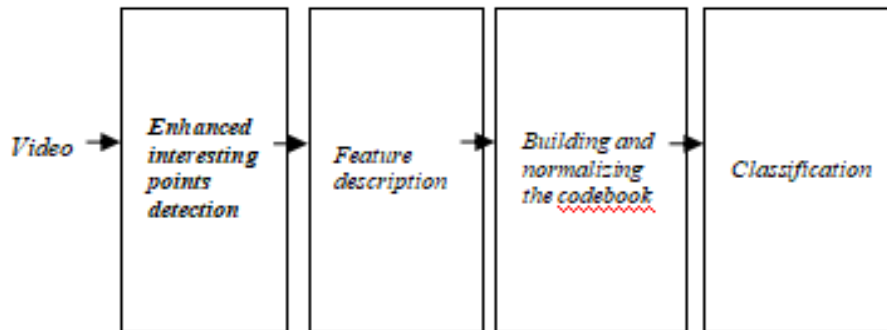 Video
Enhanced
interesting
points
detection
Feature
description
Building and
normalizing
the codebook
Classification